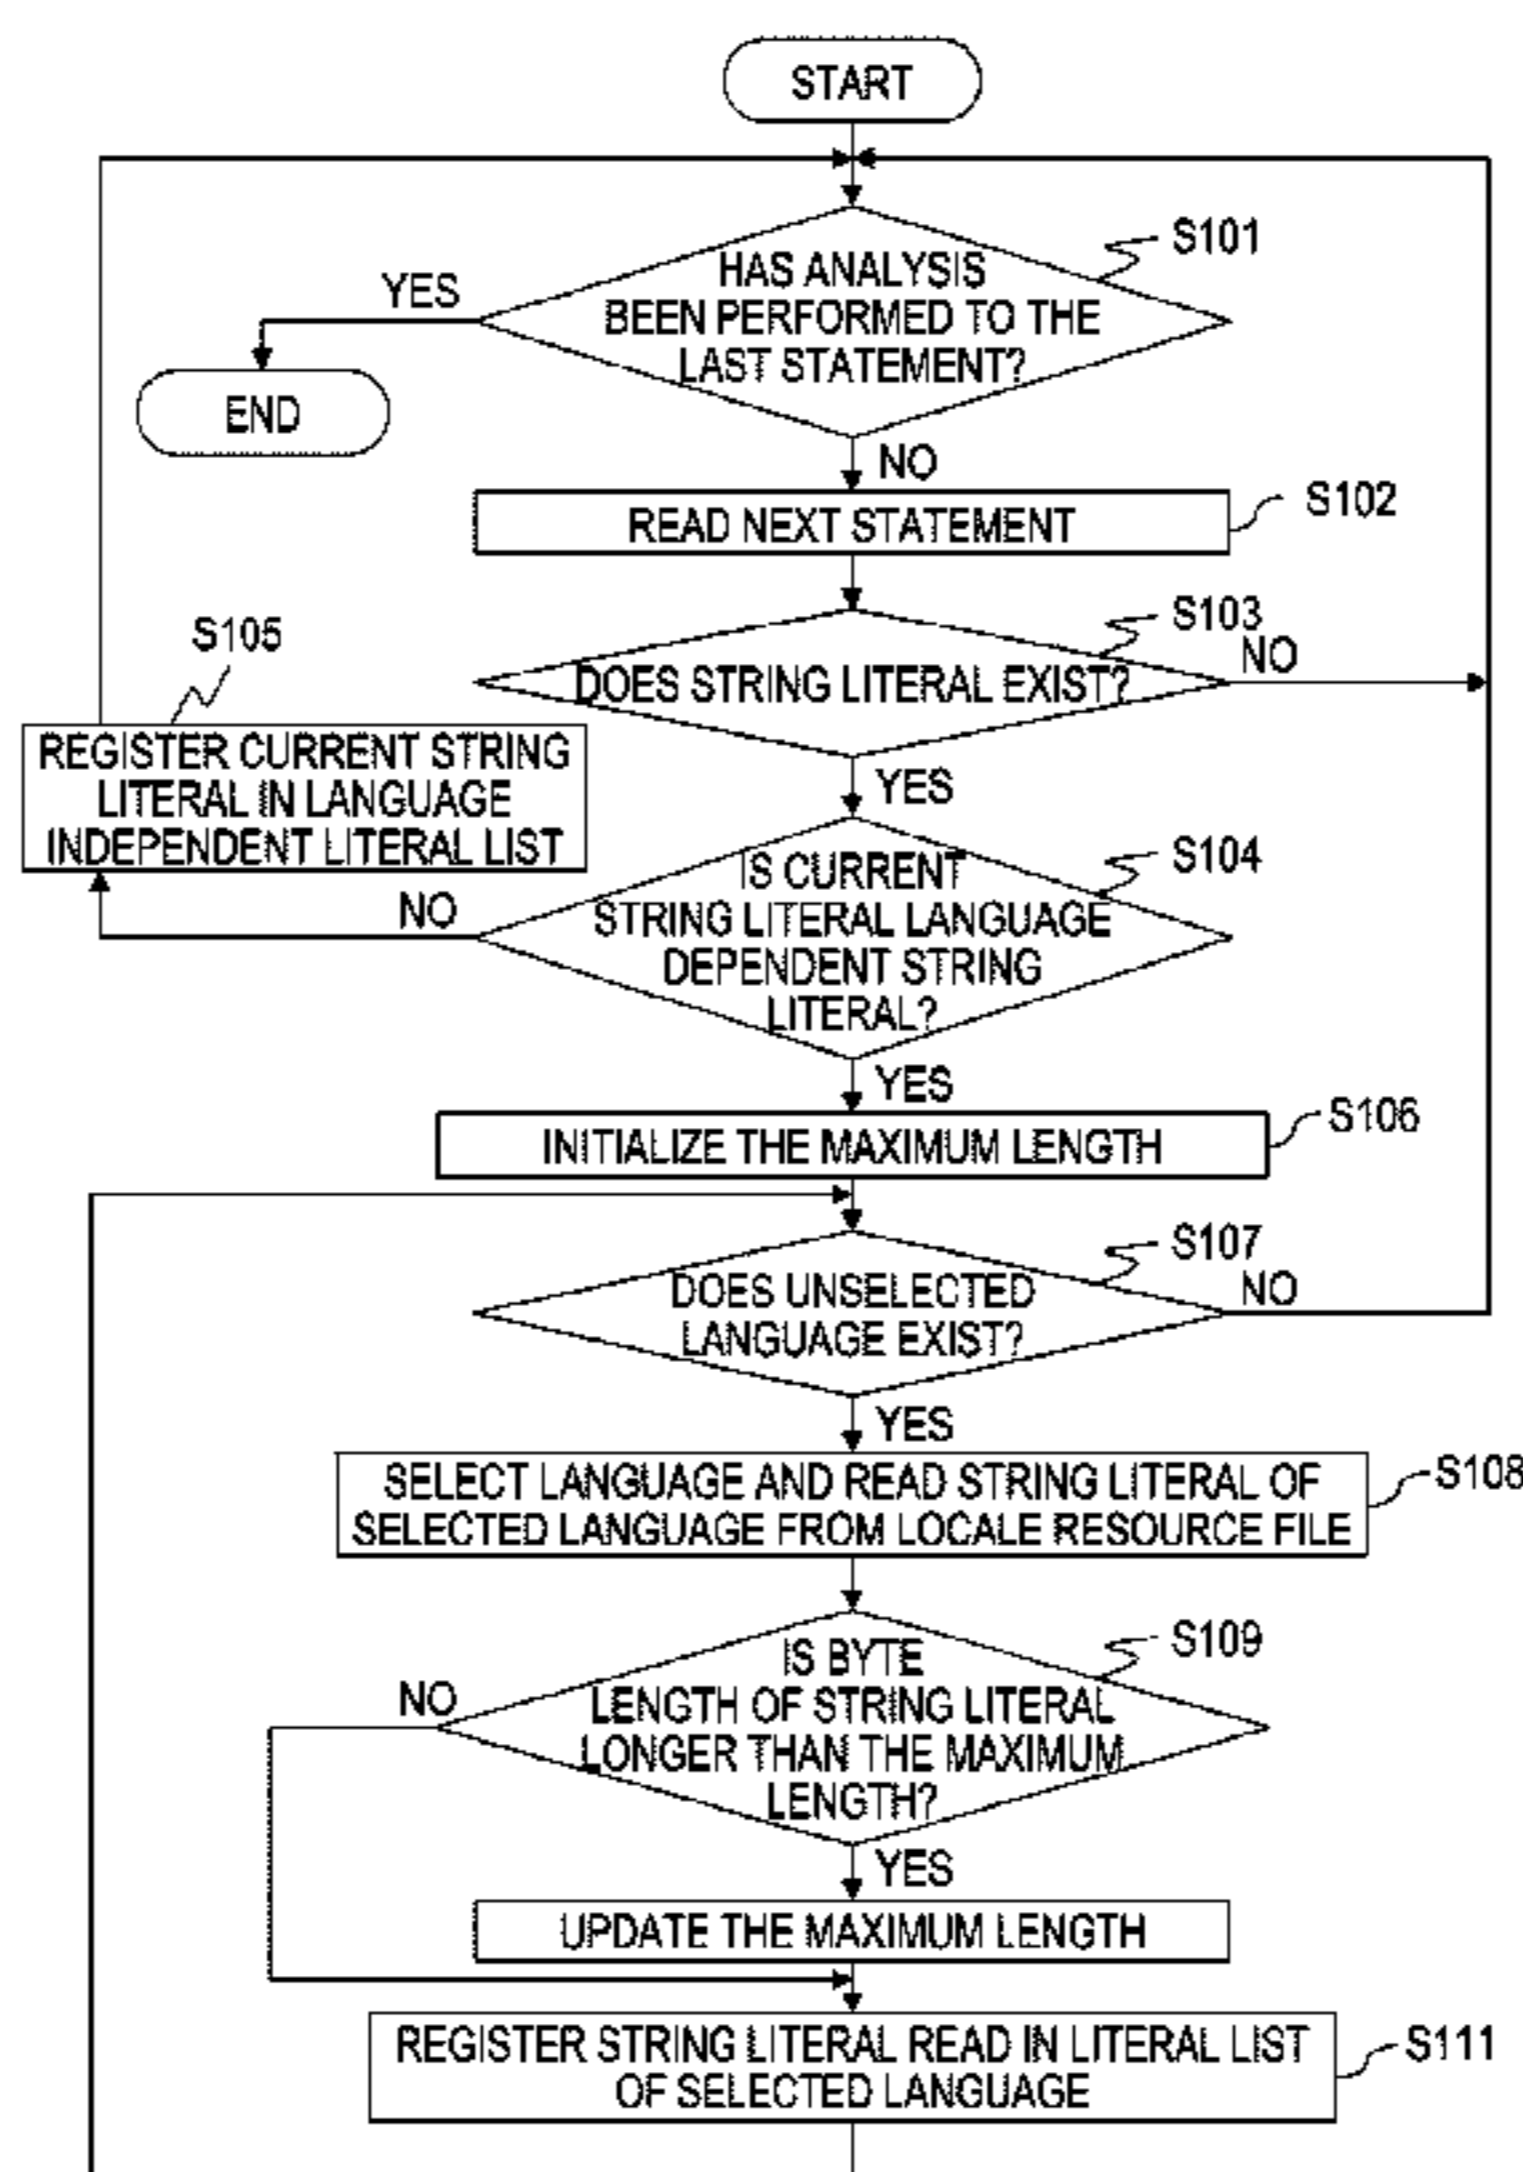 START
S101
HAS ANALYSIS
BEEN PERFORMED TO THE
LAST STATEMENT?
YES
END
NO
READ NEXT STATEMENT
S102
S103
DOES STRING LITERAL EXIST?
NO
S105
REGISTER CURRENT STRING
LITERAL IN LANGUAGE
INDEPENDENT LITERAL LIST
YES
S104
IS CURRENT
STRING LITERAL LANGUAGE
DEPENDENT STRING
LITERAL?
NO
YES
INITIALIZE THE MAXIMUM LENGTH
S106
S107
DOES UNSELECTED
LANGUAGE EXIST?
NO
YES
SELECT LANGUAGE AND READ STRING LITERAL OF
SELECTED LANGUAGE FROM LOCALE RESOURCE FILE
S108
S109
IS BYTE
LENGTH OF STRING LITERAL
LONGER THAN THE MAXIMUM
LENGTH?
NO
YES
UPDATE THE MAXIMUM LENGTH
REGISTER STRING LITERAL READ IN LITERAL LIST
OF SELECTED LANGUAGE
S111